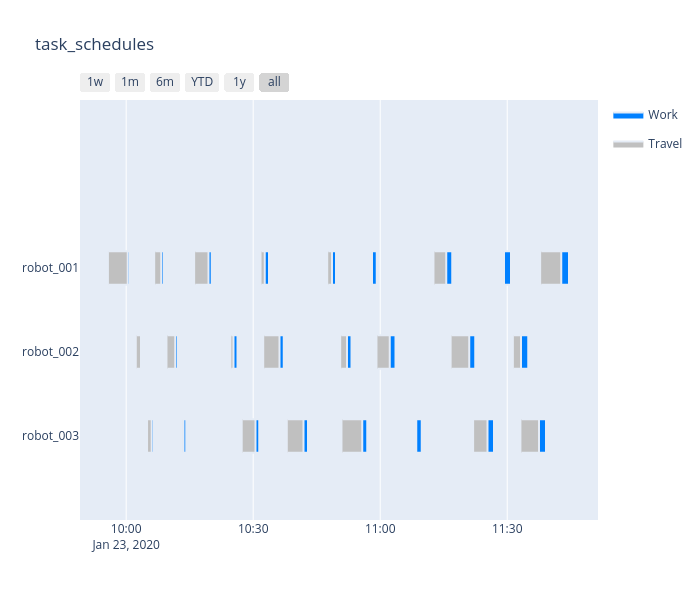 task_schedules
1w 1m 6m YTD 1y all
Work
Travel
robot_001
robot_002
robot_003
10:00 10:30 11:00 11:30
Jan 23, 2020